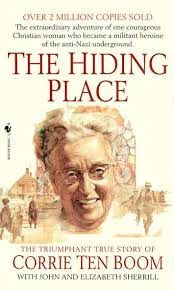 OVER 2 MILLION COPIES SOLD
The extraordinary adventure of one courageous
Christian woman who became a militant heroine
of the anti-Nazi underground.
THE HIDING
PLACE
THE TRIUMPHANT TRUE STORY OF
CORRIE TEN BOOM
WITH JOHN AND ELIZABETH SHERRILL